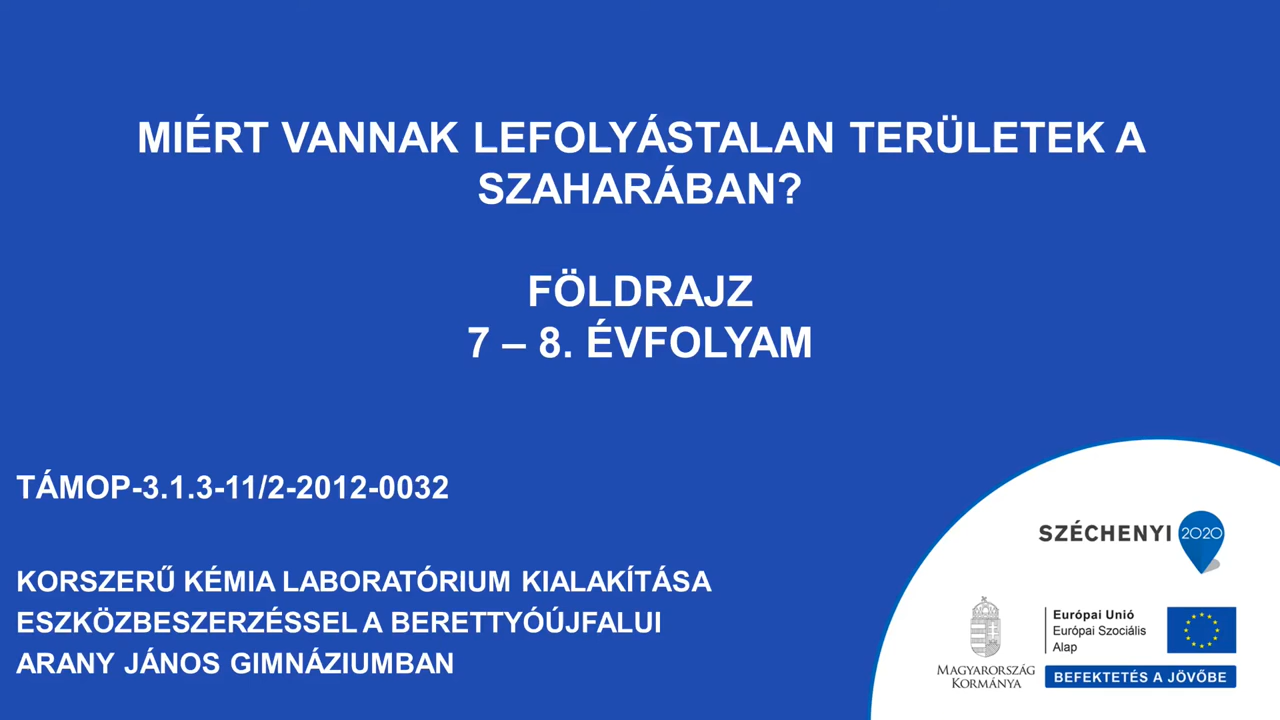 MIÉRT VANNAK LEFOLYÁSTALAN TERÜLETEK A
SZAHARÁBAN?
FÖLDRAJZ
7 – 8. ÉVFOLYAM
TÁMOP-3.1.3-11/2-2012-0032
KORSZERŰ KÉMIA LABORATÓRIUM KIALAKÍTÁSA
ESZKÖZBESZERZÉSSEL A BERETTYÓÚJFALUI
ARANY JÁNOS GIMNÁZIUMBAN
SZÉCHENYI 2020
MAGYARORSZÁG
KORMÁNYA
Európai Unió
Európai Szociális
Alap
BEFEKTETÉS A JÖVŐBE